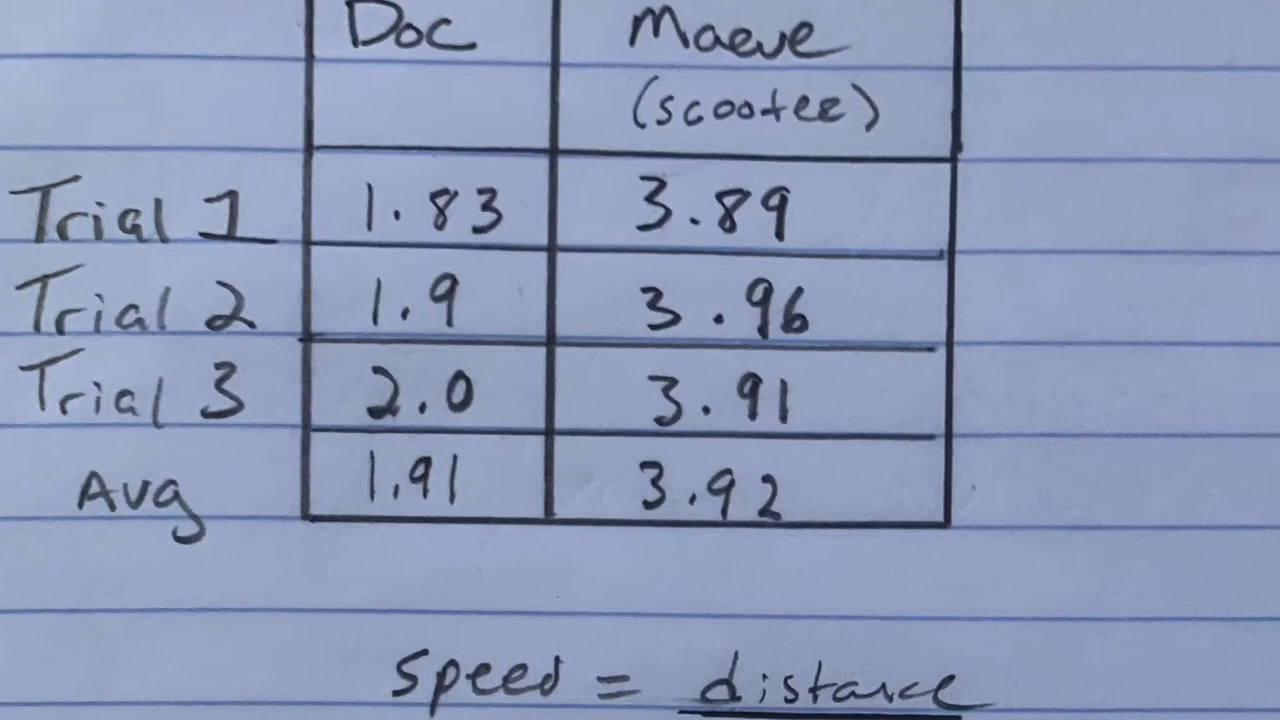 Doc Maeve
(scooter)
Trial 1 1.83 3.89
Trial 2 1.9 3.96
Trial 3 2.0 3.91
Avg 1.91 3.92
speed = distance